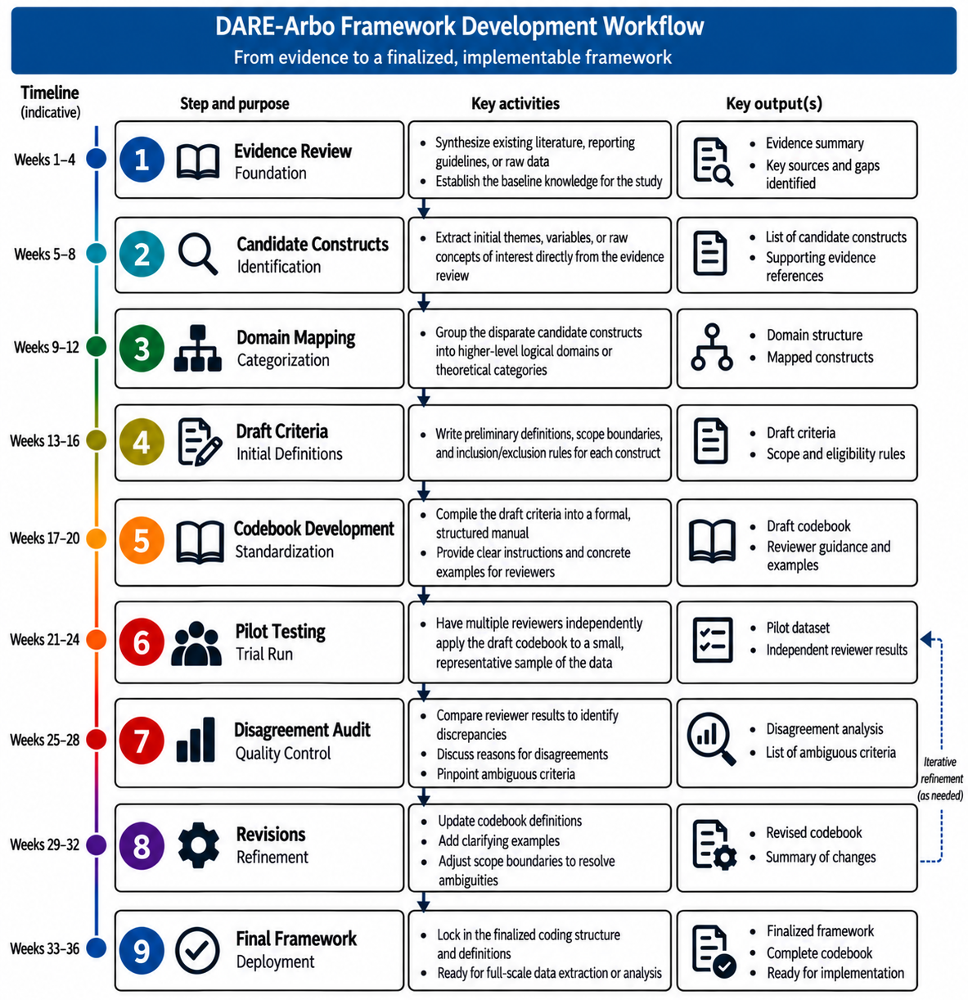 DARE-Arbo Framework Development Workflow
From evidence to a finalized, implementable framework
Timeline
(indicative)
Step and purpose
Key activities
Key output(s)
Weeks 1–4
1
Evidence Review
Foundation
• Synthesize existing literature, reporting
guidelines, or raw data
• Establish the baseline knowledge for the study
• Evidence summary
• Key sources and gaps
identified
Weeks 5–8
2
Candidate Constructs
Identification
• Extract initial themes, variables, or raw
concepts of interest directly from the evidence
review
• List of candidate constructs
• Supporting evidence
references
Weeks 9–12
3
Domain Mapping
Categorization
• Group the disparate candidate constructs
into higher-level logical domains or
theoretical categories
• Domain structure
• Mapped constructs
Weeks 13–16
4
Draft Criteria
Initial Definitions
• Write preliminary definitions, scope boundaries,
and inclusion/exclusion rules for each construct
• Draft criteria
• Scope and eligibility rules
Weeks 17–20
5
Codebook Development
Standardization
• Compile the draft criteria into a formal,
structured manual
• Provide clear instructions and concrete
examples for reviewers
• Draft codebook
• Reviewer guidance and
examples
Weeks 21–24
6
Pilot Testing
Trial Run
• Have multiple reviewers independently
apply the draft codebook to a small,
representative sample of the data
• Pilot dataset
• Independent reviewer results
Weeks 25–28
7
Disagreement Audit
Quality Control
• Compare reviewer results to identify
discrepancies
• Discuss reasons for disagreements
• Pinpoint ambiguous criteria
• Disagreement analysis
• List of ambiguous criteria
Iterative
refinement
(as needed)
Weeks 29–32
8
Revisions
Refinement
• Update codebook definitions
• Add clarifying examples
• Adjust scope boundaries to resolve
ambiguities
• Revised codebook
• Summary of changes
Weeks 33–36
9
Final Framework
Deployment
• Lock in the finalized coding structure
and definitions
• Ready for full-scale data extraction or analysis
• Finalized framework
• Complete codebook
• Ready for implementation